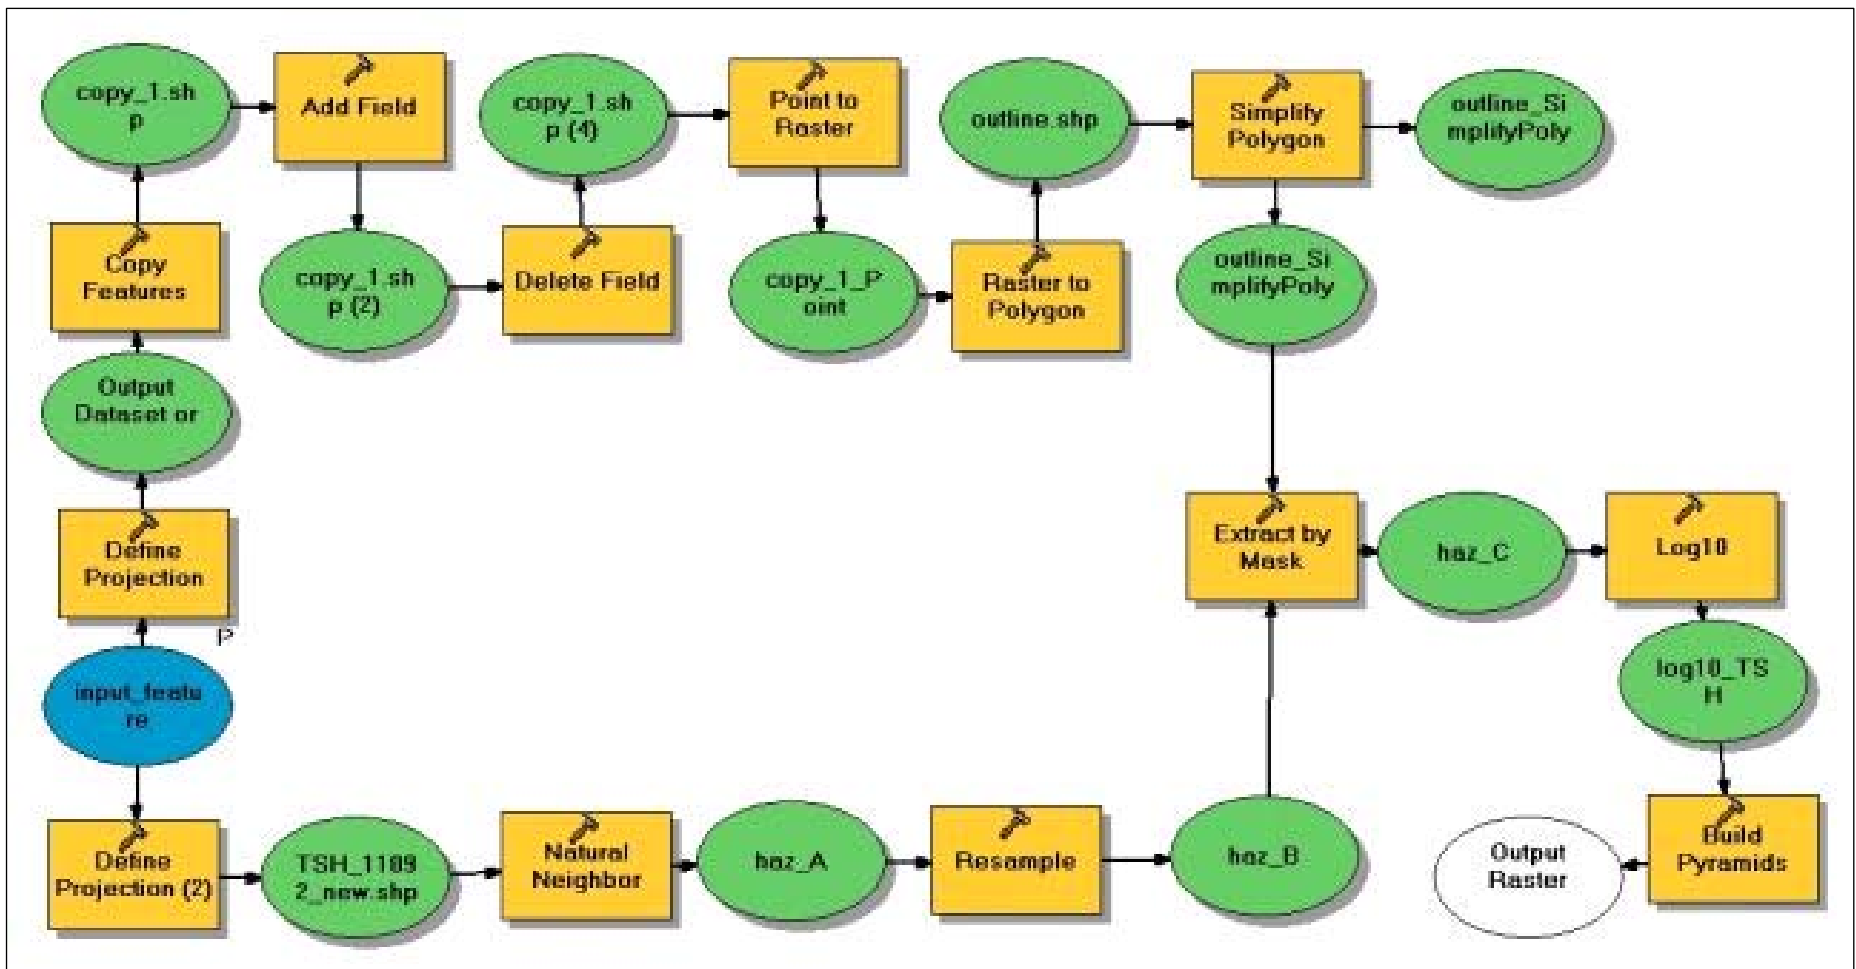 copy_1.sh
p
Add Field
copy_1.sh
p (4)
Point to
Raster
outline.shp
Simplify
Polygon
outline_Si
mplifyPoly
Copy
Features
copy_1.sh
p (2)
Delete Field
copy_1_P
oint
Raster to
Polygon
outline_Si
mplifyPoly
Output
Dataset or
Define
Projection
Extract by
Mask
haz_C
Log10
P
input_featu
re
log10_TS
H
Define
Projection (2)
TSH_1189
2_new.shp
Natural
Neighbor
haz_A
Resample
haz_B
Output
Raster
Build
Pyramids